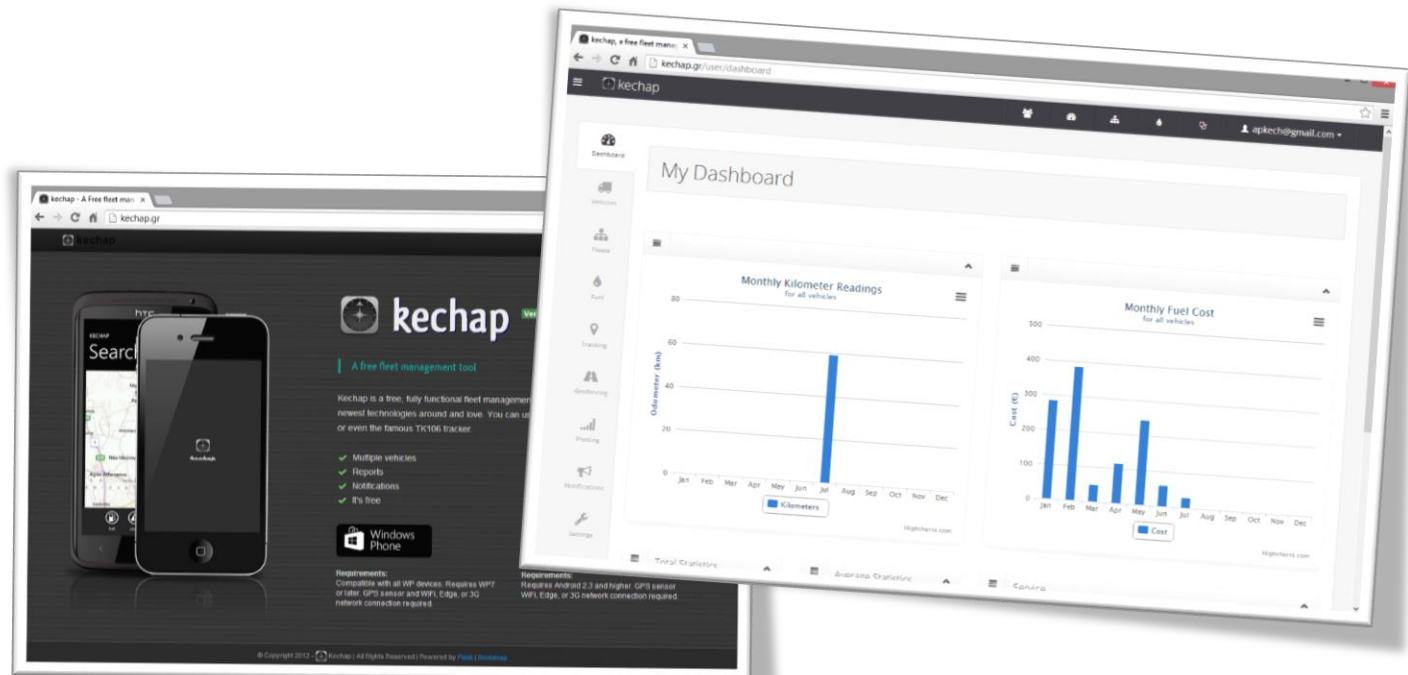 kechap - A Free fleet man
kechap.gr
kechap
htc
KECHAP
Search
kechap
A free fleet management tool
Kechap is a free, fully functional fleet management
newest technologies around and love. You can us
or even the famous TK106 tracker.
Multiple vehicles
Reports
Notifications
It's free
Windows
Phone
Requirements:
Compatible with all WP devices. Requires WP7
or later. GPS sensor and WiFi, Edge, or 3G
network connection required.
Requirements:
Requires Android 2.3 and higher. GPS sensor
WiFi, Edge, or 3G network connection required.
© Copyright 2012 - Kechap | All Rights Reserved | Powered by Flask | Bootstrap
kechap, a free fleet manag
kechap.gr/user/dashboard
kechap
apkech@gmail.com
Dashboard
Vehicles
Fleets
Fuel
Tracking
Geofencing
Plotting
Notifications
Settings
My Dashboard
Monthly Kilometer Readings
for all vehicles
Odometer (km)
80
60
40
20
0
Jan Feb Mar Apr May Jun Jul Aug Sep Oct Nov Dec
Kilometers
Highcharts.com
Monthly Fuel Cost
for all vehicles
Cost (€)
500
400
300
200
100
0
Jan Feb Mar Apr May Jun Jul Aug Sep Oct Nov Dec
Cost
Highcharts.com
Total Statistics
Average Statistics
Service